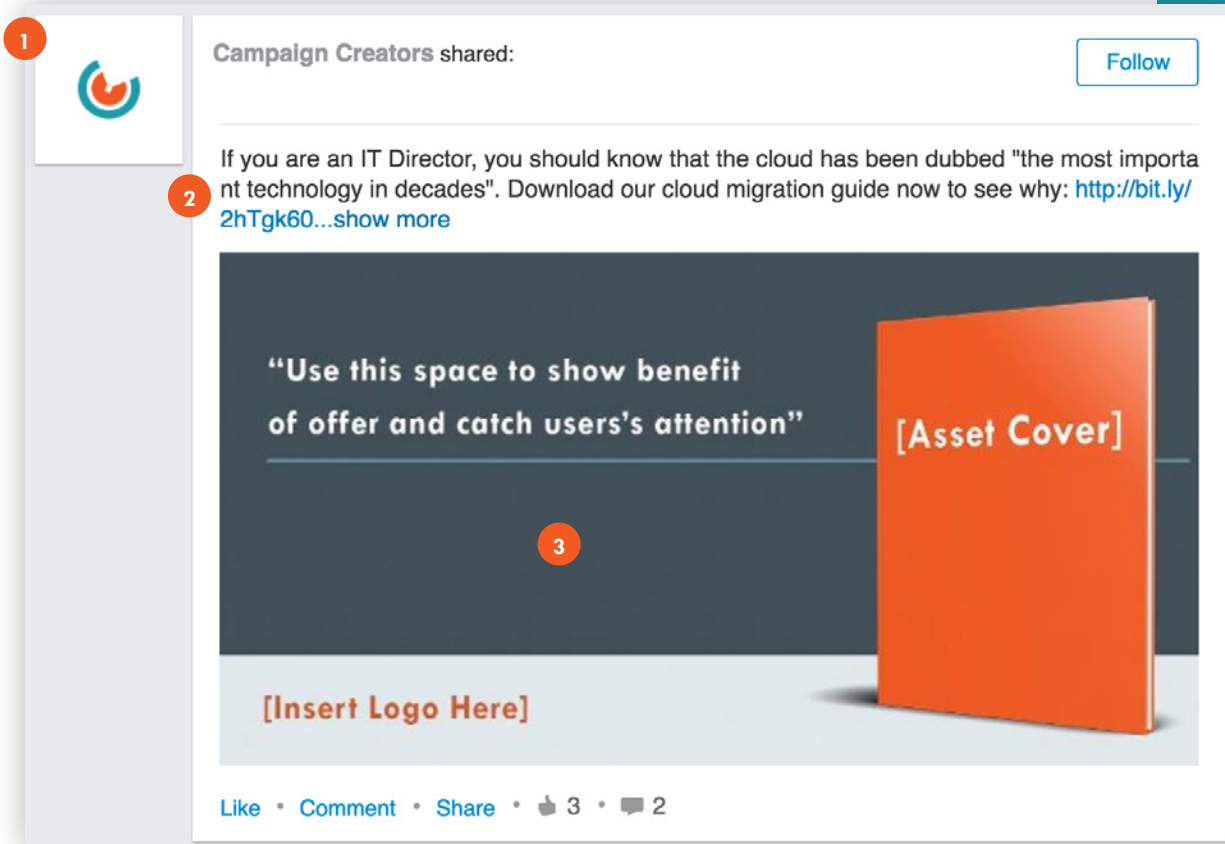 1
Campaign Creators shared:
Follow
If you are an IT Director, you should know that the cloud has been dubbed "the most importa
2
nt technology in decades". Download our cloud migration guide now to see why: http://bit.ly/
2hTgk60...show more
“Use this space to show benefit
of offer and catch users's attention”
[Asset Cover]
3
[Insert Logo Here]
Like • Comment • Share • 3 • 2